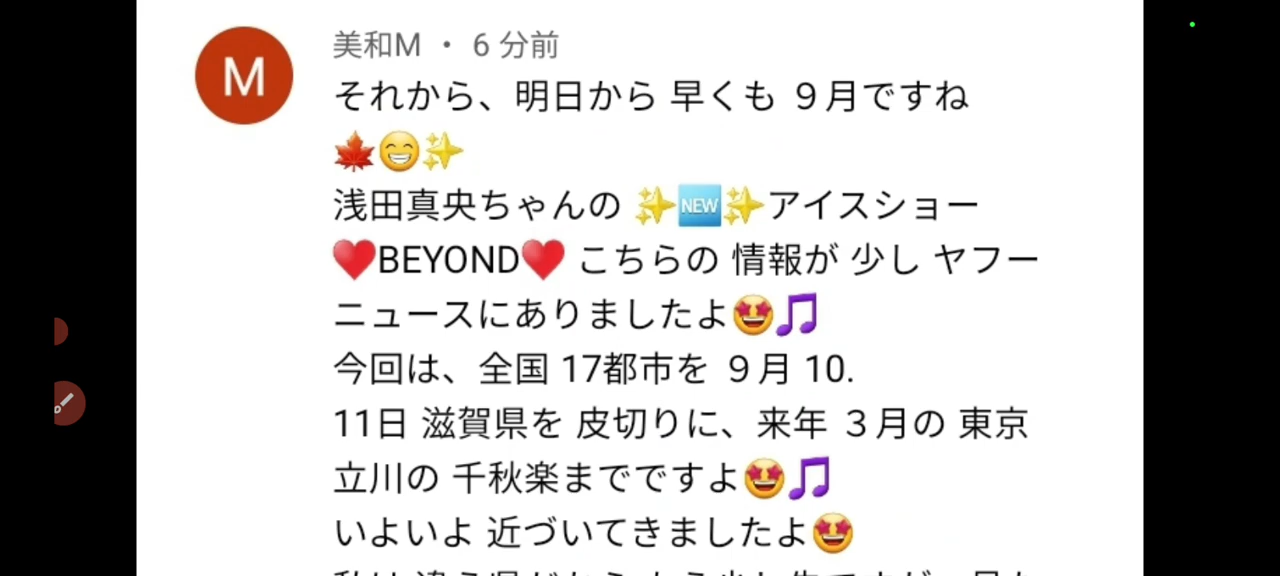 M
美和M ・ 6 分前
それから、明日から 早くも ９月ですね
🍁😁✨
浅田真央ちゃんの ✨🆕✨アイスショー
❤️BEYOND❤️ こちらの 情報が 少し ヤフー
ニュースにありましたよ🤩🎵
今回は、全国 17都市を ９月 10.
11日 滋賀県を 皮切りに、来年 ３月の 東京
立川の 千秋楽までですよ🤩🎵
いよいよ 近づいてきましたよ🤩